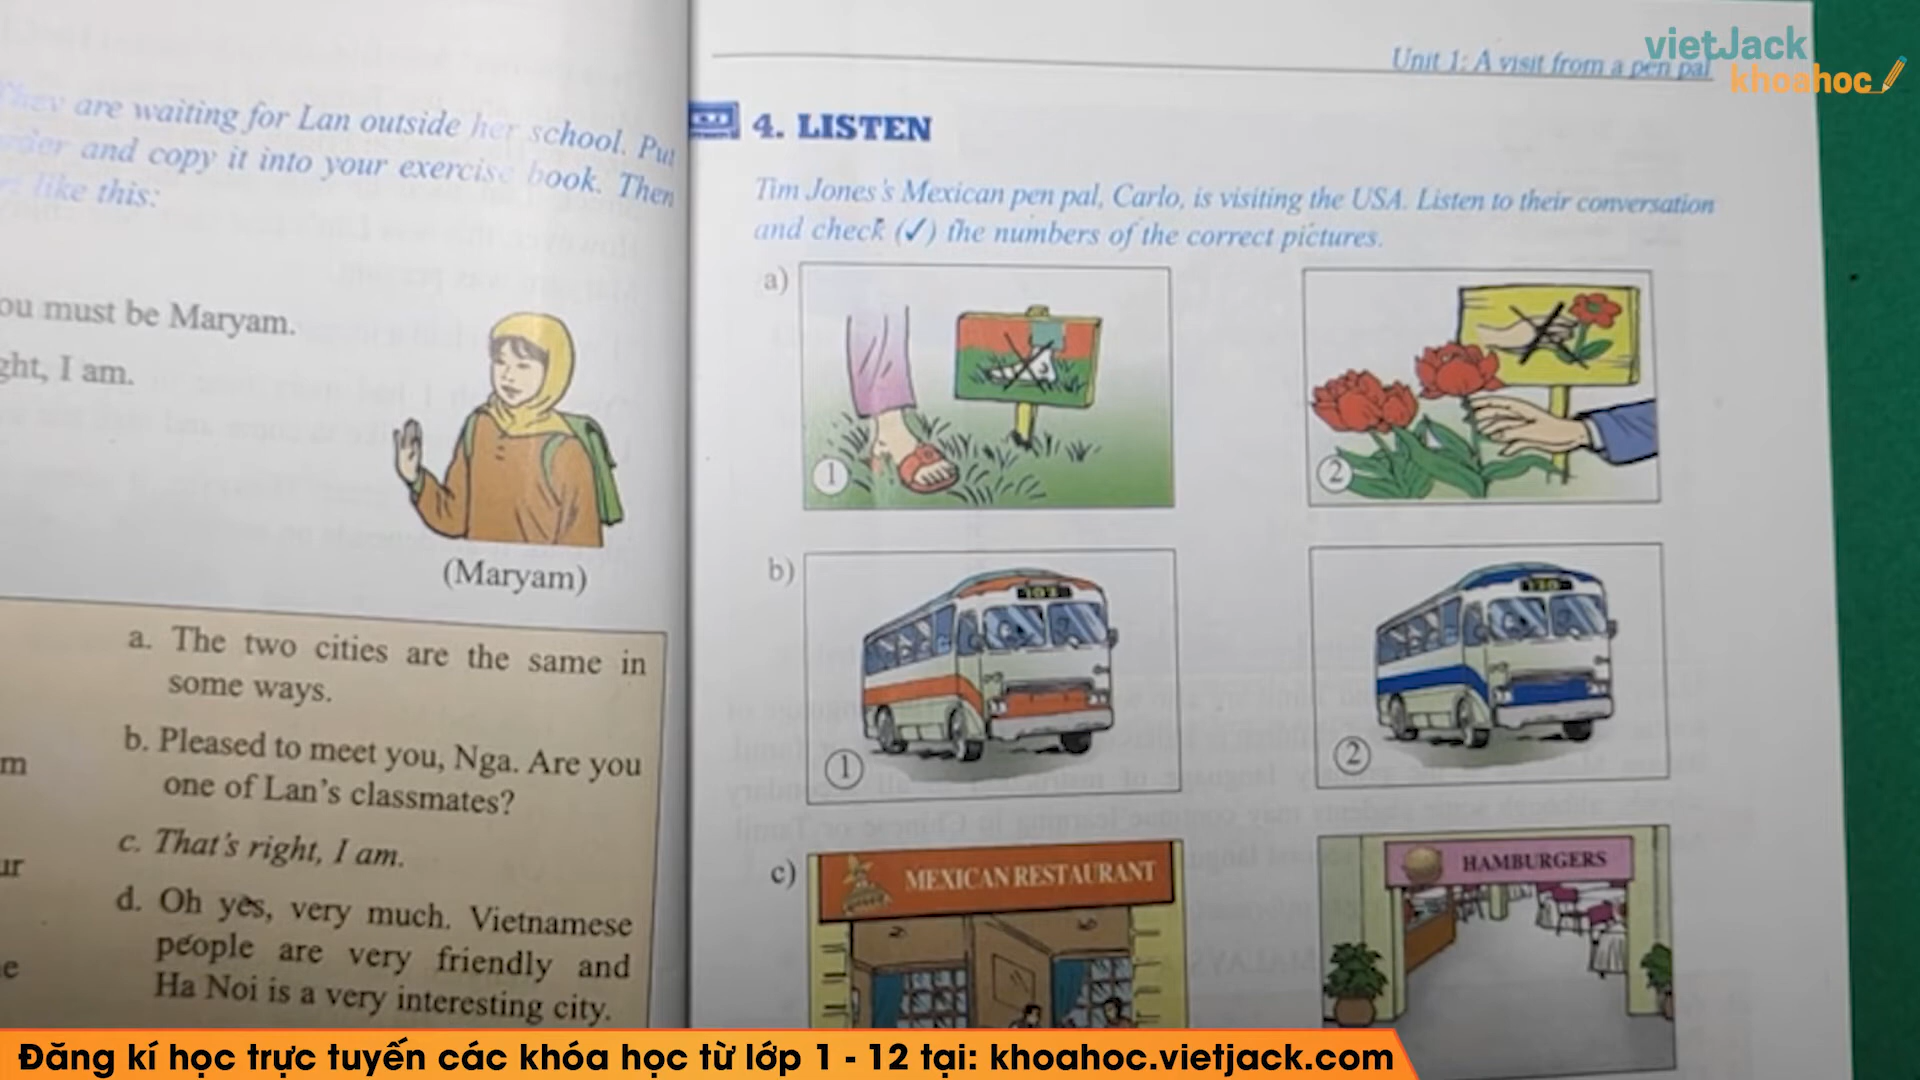 They are waiting for Lan outside her school. Put
order and copy it into your exercise book. Then
like this:
ou must be Maryam.
ght, I am.
(Maryam)
a. The two cities are the same in
some ways.
b. Pleased to meet you, Nga. Are you
one of Lan's classmates?
c. That's right, I am.
d. Oh yes, very much. Vietnamese
people are very friendly and
Ha Noi is a very interesting city.
m
ur
e
Unit 1: A visit from a pen pal
vietJack
khoahoc
4. LISTEN
Tim Jones's Mexican pen pal, Carlo, is visiting the USA. Listen to their conversation
and check (✓) the numbers of the correct pictures.
a)
1
2
b)
103
130
1
2
c)
MEXICAN RESTAURANT
HAMBURGERS
Đăng kí học trực tuyến các khóa học từ lớp 1 - 12 tại: khoahoc.vietjack.com